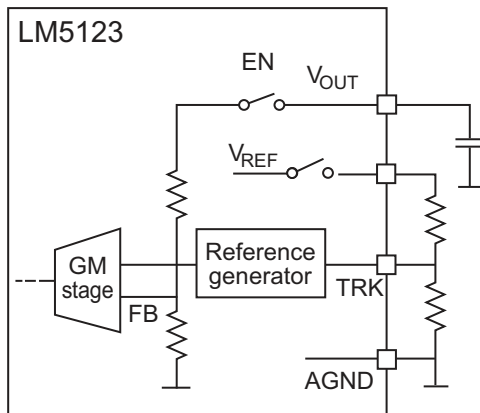 LM5123
EN
VOUT
VREF
GM
stage
Reference
generator
FB
TRK
AGND